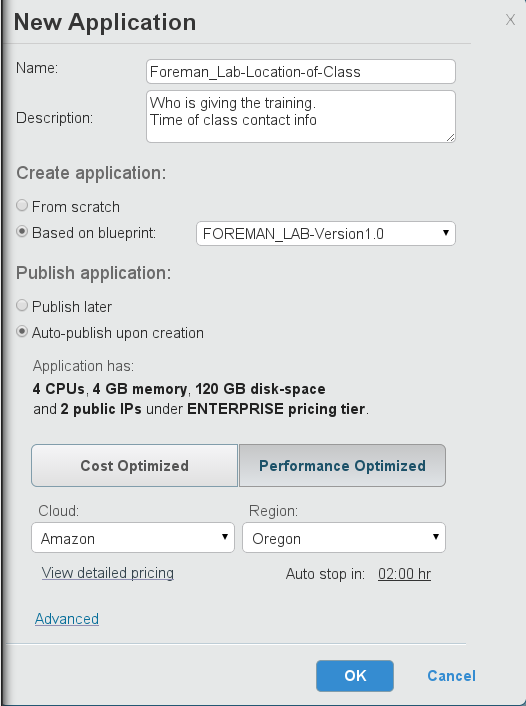 New Application
X
Name:
Foreman_Lab-Location-of-Class
Description:
Who is giving the training.
Time of class contact info
Create application:
From scratch
Based on blueprint:
FOREMAN_LAB-Version1.0
Publish application:
Publish later
Auto-publish upon creation
Application has:
4 CPUs, 4 GB memory, 120 GB disk-space
and 2 public IPs under ENTERPRISE pricing tier.
Cost Optimized
Performance Optimized
Cloud:
Region:
Amazon
Oregon
View detailed pricing
Auto stop in: 02:00 hr
Advanced
OK
Cancel